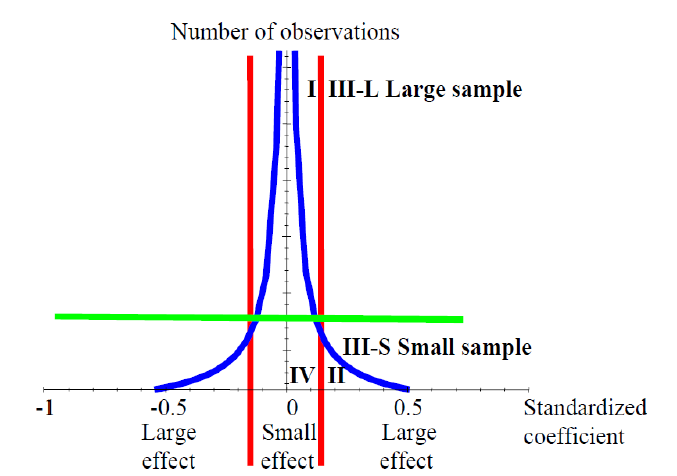 Number of observations
I III-L Large sample
III-S Small sample
IV II
-1 -0.5 0 0.5 Standardized
coefficient
Large Small Large
effect effect effect